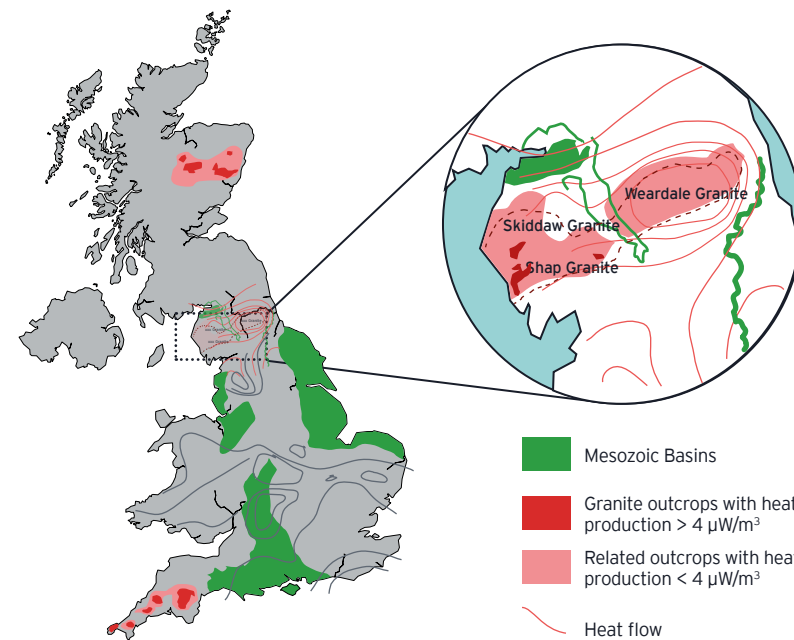 Weardale Granite
Skiddaw Granite
Shap Granite
Mesozoic Basins
Granite outcrops with heat
production > 4 µW/m³
Related outcrops with heat
production < 4 µW/m³
Heat flow